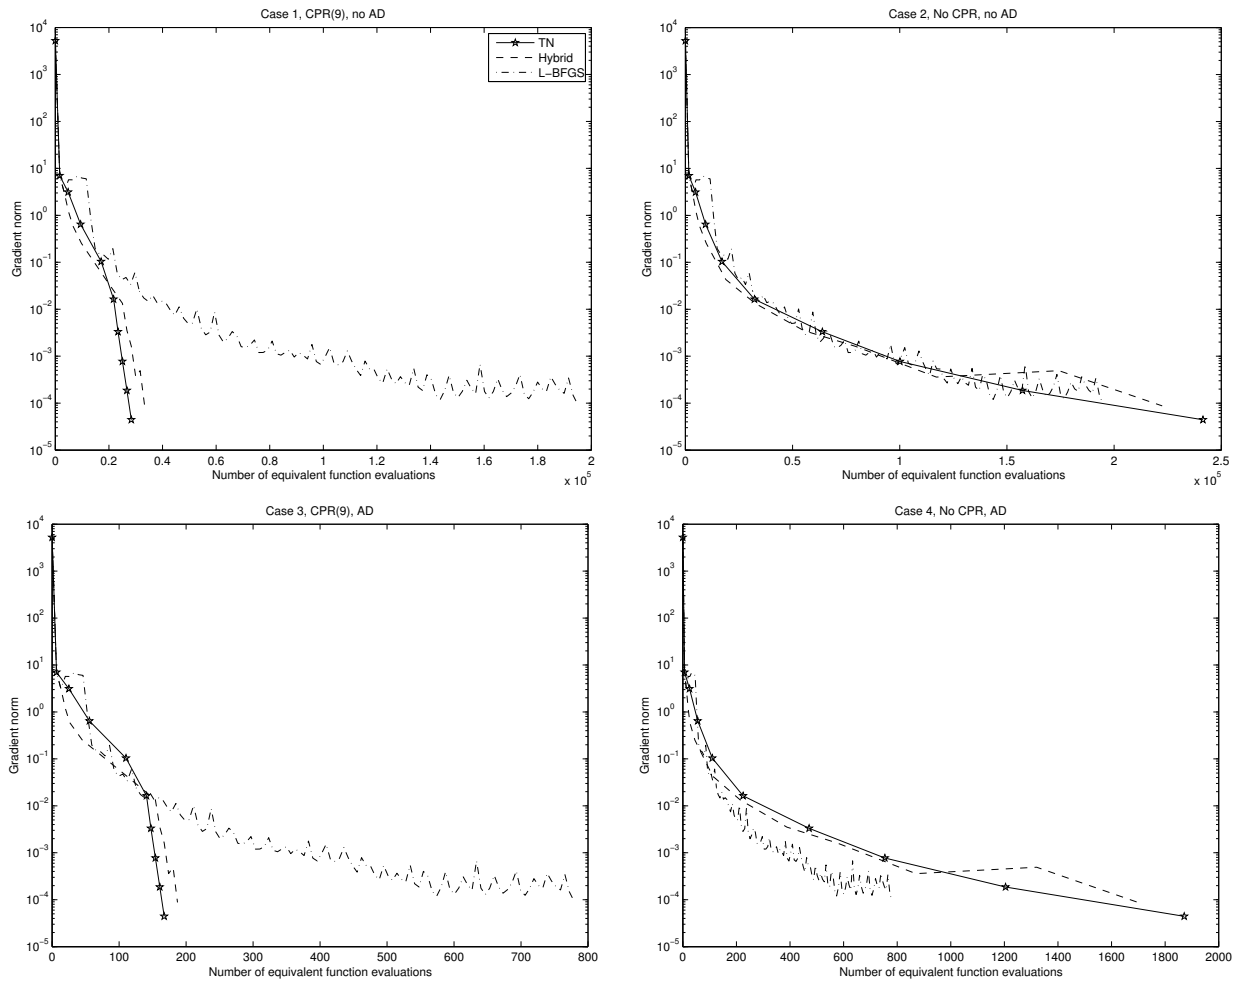 Case 1, CPR(9), no AD
10^4
10^3
10^2
10^1
10^0
10^−1
10^−2
10^−3
10^−4
10^−5
Gradient norm
TN
Hybrid
L−BFGS
0 0.2 0.4 0.6 0.8 1 1.2 1.4 1.6 1.8 2
Number of equivalent function evaluations
x 10^5
Case 2, No CPR, no AD
10^4
10^3
10^2
10^1
10^0
10^−1
10^−2
10^−3
10^−4
10^−5
Gradient norm
0 0.5 1 1.5 2 2.5
Number of equivalent function evaluations
x 10^5
Case 3, CPR(9), AD
10^4
10^3
10^2
10^1
10^0
10^−1
10^−2
10^−3
10^−4
10^−5
Gradient norm
0 100 200 300 400 500 600 700 800
Number of equivalent function evaluations
Case 4, No CPR, AD
10^4
10^3
10^2
10^1
10^0
10^−1
10^−2
10^−3
10^−4
10^−5
Gradient norm
0 200 400 600 800 1000 1200 1400 1600 1800 2000
Number of equivalent function evaluations